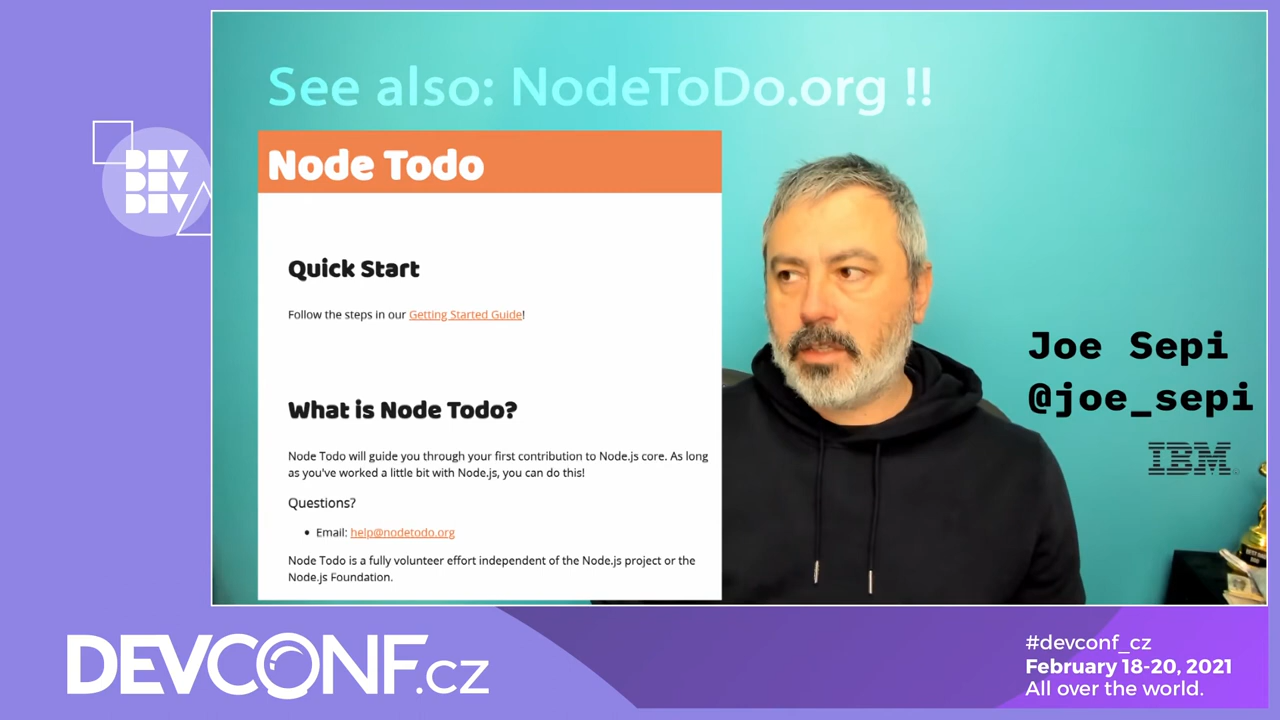 See also: NodeToDo.org !!
DEV
DEV
DEV
Node Todo
Quick Start
Follow the steps in our Getting Started Guide!
What is Node Todo?
Node Todo will guide you through your first contribution to Node.js core. As long
as you've worked a little bit with Node.js, you can do this!
Questions?
• Email: help@nodetodo.org
Node Todo is a fully volunteer effort independent of the Node.js project or the
Node.js Foundation.
Joe Sepi
@joe_sepi
IBM
DEVCONF.cz
#devconf_cz
February 18-20, 2021
All over the world.